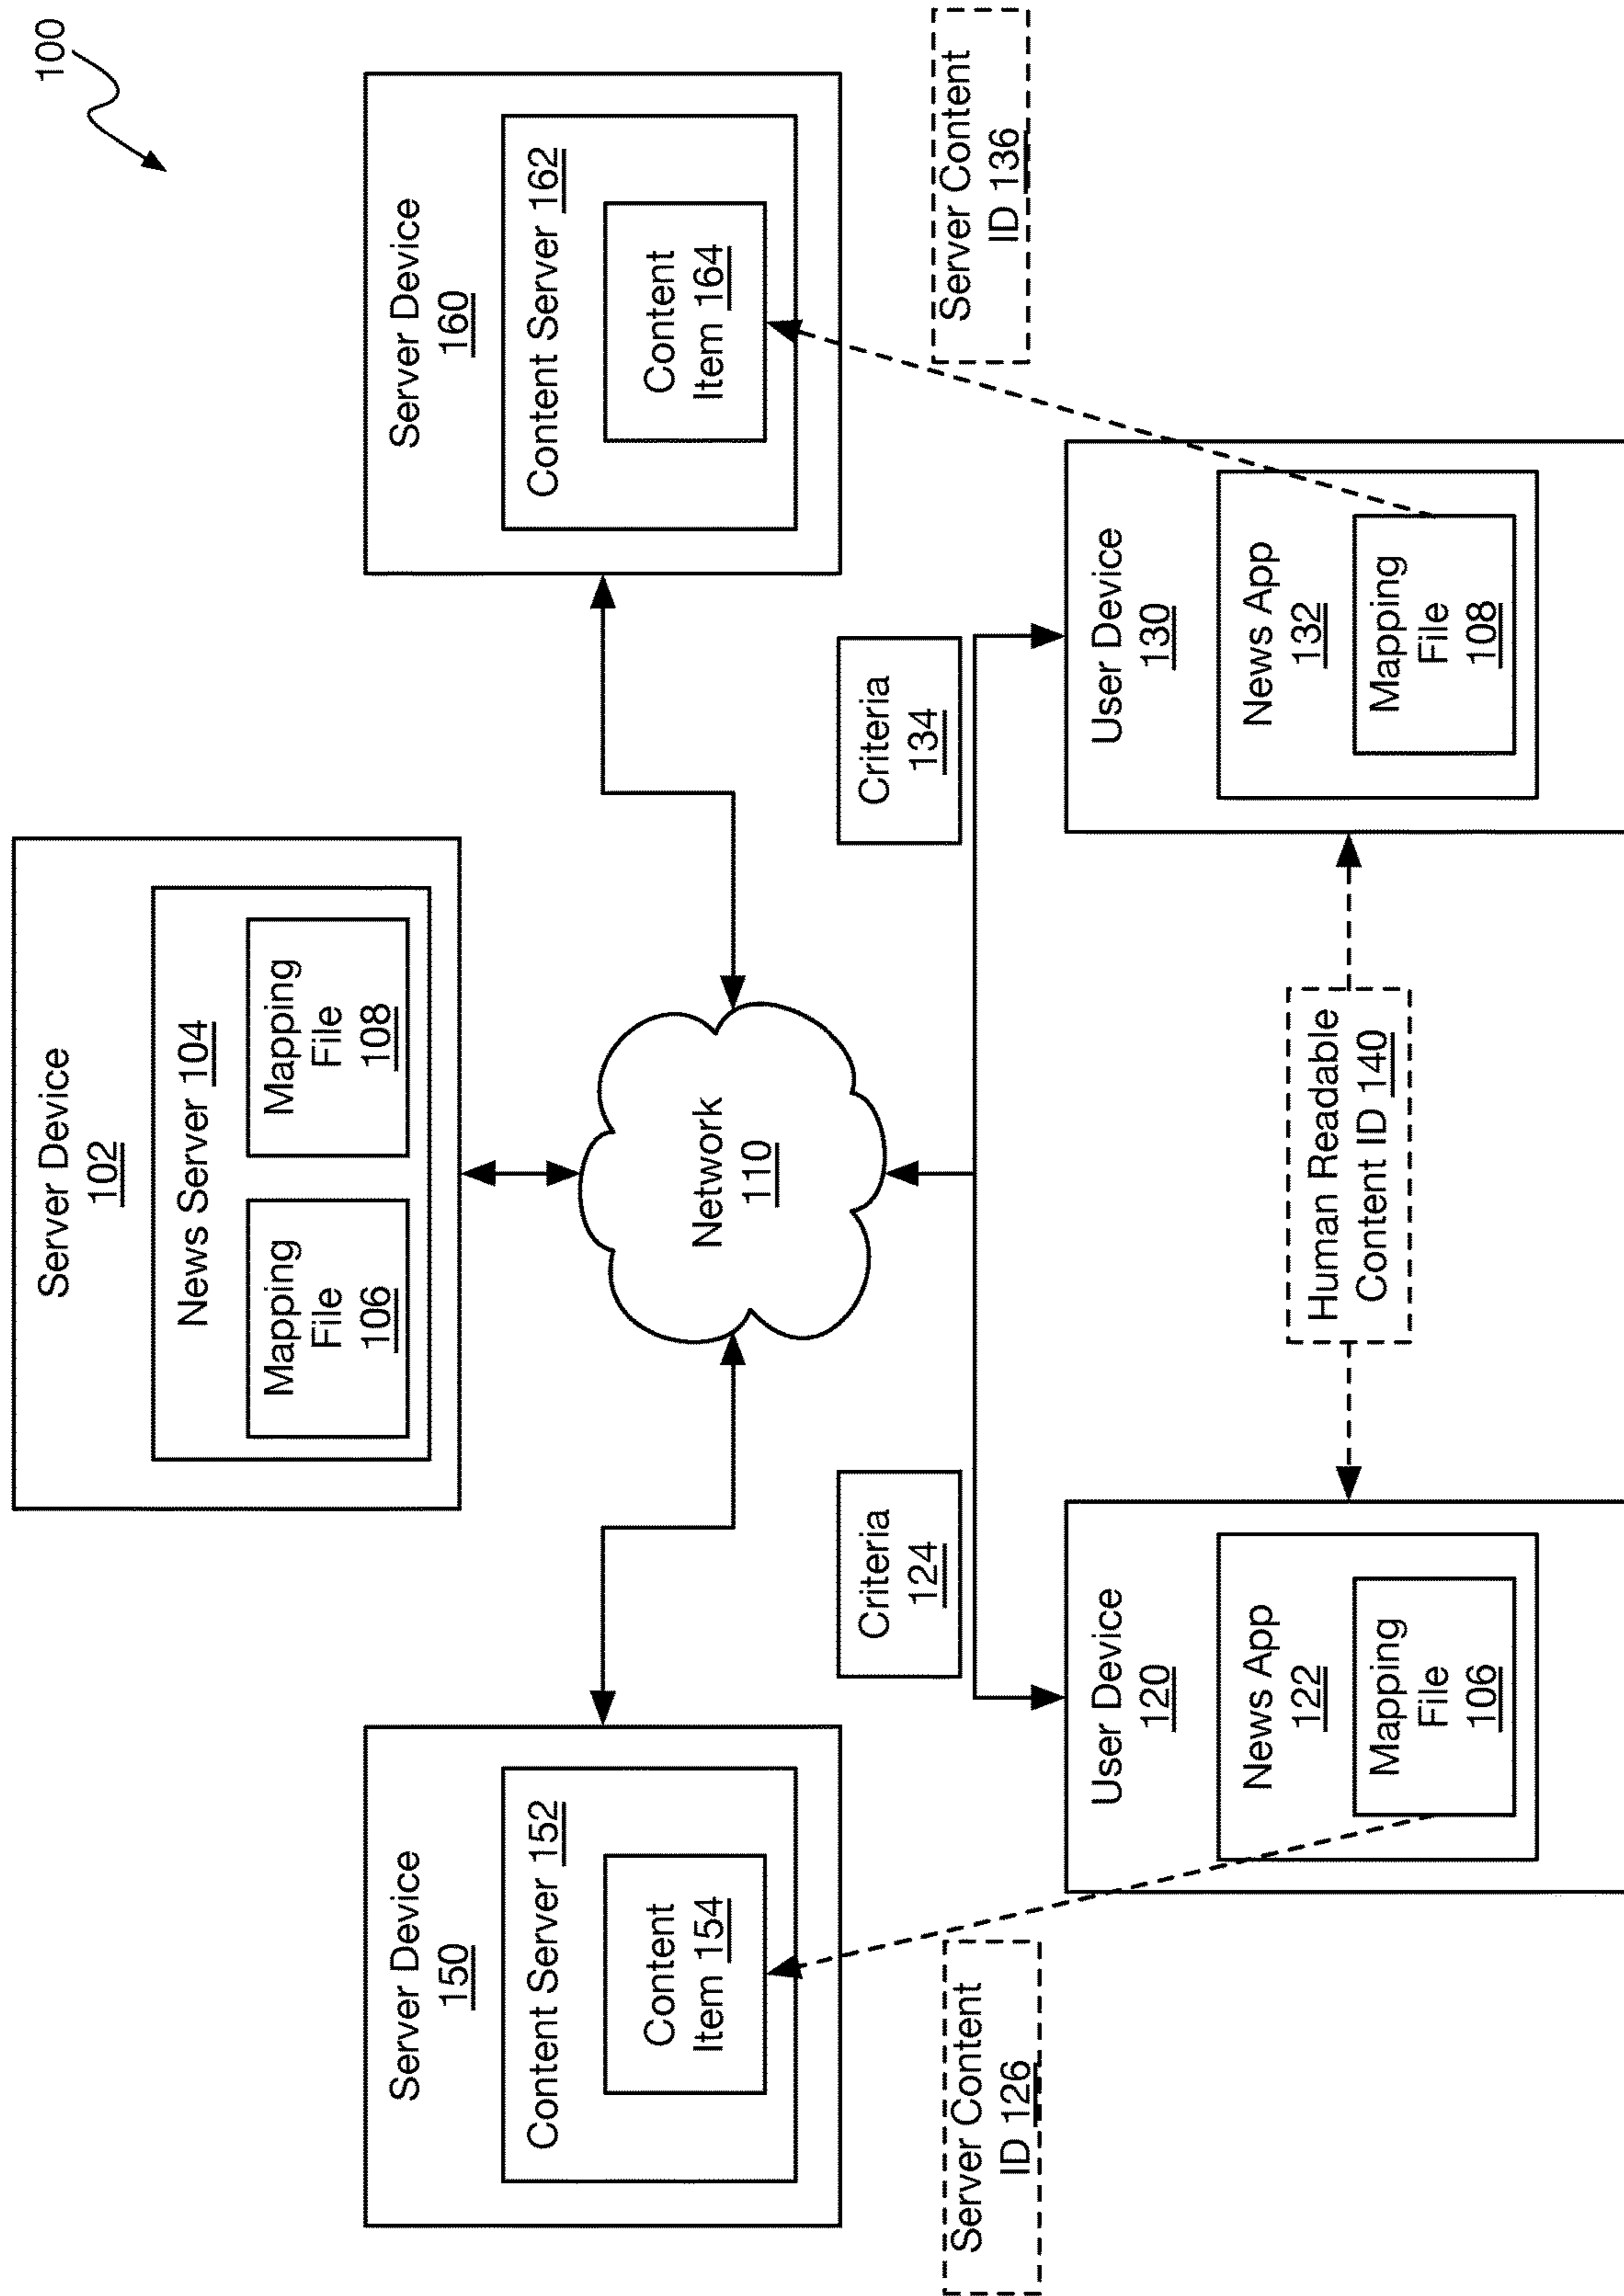 100
Server Device
102
News Server 104
Mapping
File
106
Mapping
File
108
Server Device
150
Content Server 152
Content
Item 154
Server Device
160
Content Server 162
Content
Item 164
Network
110
Criteria
124
Criteria
134
Server Content
ID 126
Server Content
ID 136
User Device
120
News App
122
Mapping
File
106
Human Readable
Content ID 140
User Device
130
News App
132
Mapping
File
108